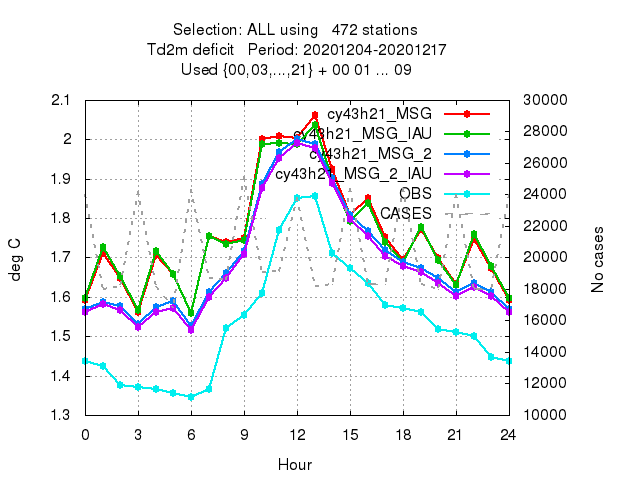 Selection: ALL using   472 stations
Td2m deficit   Period: 20201204-20201217
Used {00,03,...,21} + 00 01 ... 09
2.1
2
1.9
1.8
1.7
1.6
1.5
1.4
1.3
deg C
30000
28000
26000
24000
22000
20000
18000
16000
14000
12000
10000
No cases
cy43h21_MSG
cy43h21_MSG_IAU
cy43h21_MSG_2
cy43h21_MSG_2_IAU
OBS
CASES
0 3 6 9 12 15 18 21 24
Hour